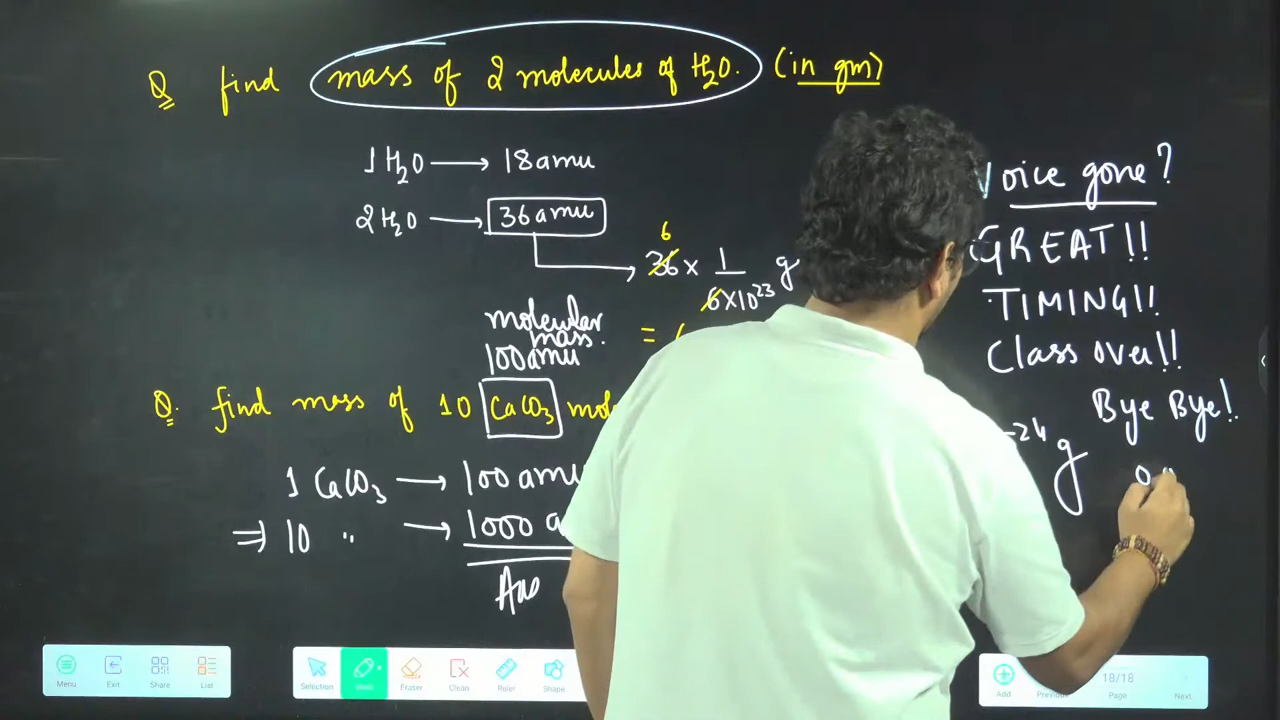 Q find mass of 2 molecules of H2O. (in gm)
1 H2O → 18 amu
2 H2O → 36 amu
6
36 × 1 g
6×10^23
molecular
mass.
100 amu
=
Q. find mass of 10 CaCO3
1 CaCO3 → 100 amu
⇒ 10 " → 1000
Ans
Voice gone?
GREAT!!
TIMING!!
Class over!!
Bye Bye!.
-24 g
Menu
Exit
Share
List
Selection
Eraser
Clean
Ruler
Shape
Add
Previous
18/18
Page
Next